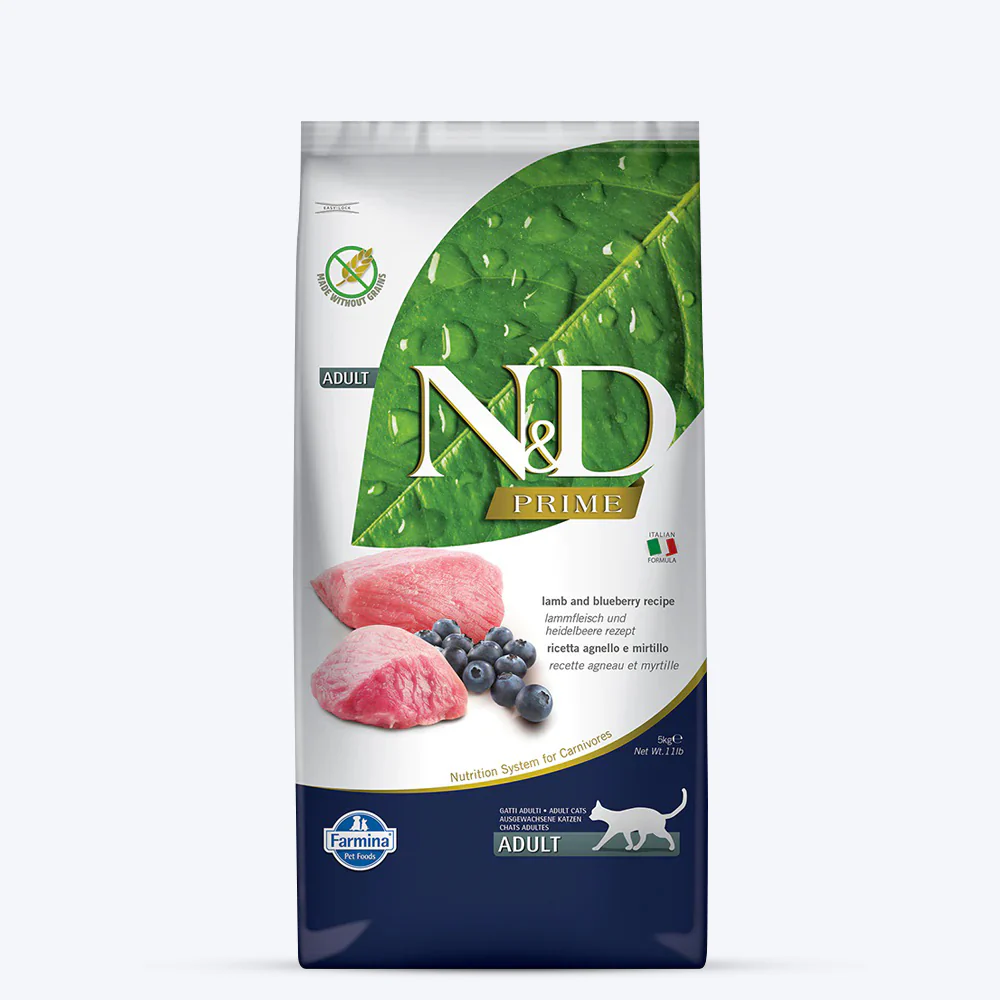 EASY LOCK
MADE WITHOUT GRAINS
ADULT
N&D
PRIME
ITALIAN
FORMULA
lamb and blueberry recipe
lammfleisch und
heidelbeere rezept
ricetta agnello e mirtillo
recette agneau et myrtille
5kg℮
Net Wt.11lb
Nutrition System for Carnivores
GATTI ADULTI • ADULT CATS
AUSGEWACHSENE KATZEN
CHATS ADULTES
ADULT
Farmina®
Pet Foods